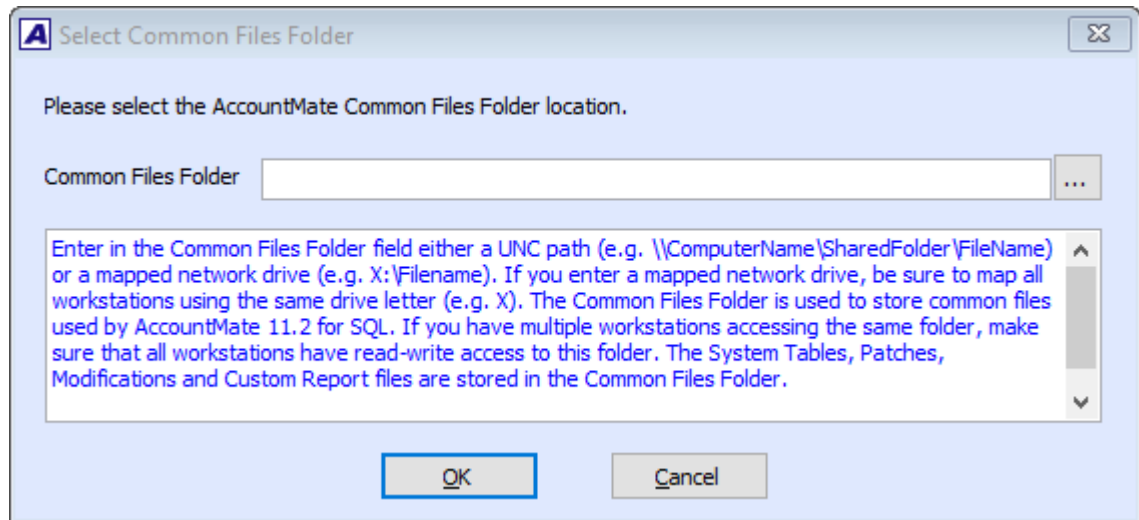 A Select Common Files Folder
Please select the AccountMate Common Files Folder location.
Common Files Folder ...
Enter in the Common Files Folder field either a UNC path (e.g. \\ComputerName\SharedFolder\FileName)
or a mapped network drive (e.g. X:\Filename). If you enter a mapped network drive, be sure to map all
workstations using the same drive letter (e.g. X). The Common Files Folder is used to store common files
used by AccountMate 11.2 for SQL. If you have multiple workstations accessing the same folder, make
sure that all workstations have read-write access to this folder. The System Tables, Patches,
Modifications and Custom Report files are stored in the Common Files Folder.
OK Cancel